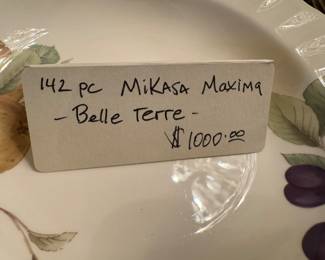 142 pc Mikasa Maxima
- Belle Terre -
$1000.00